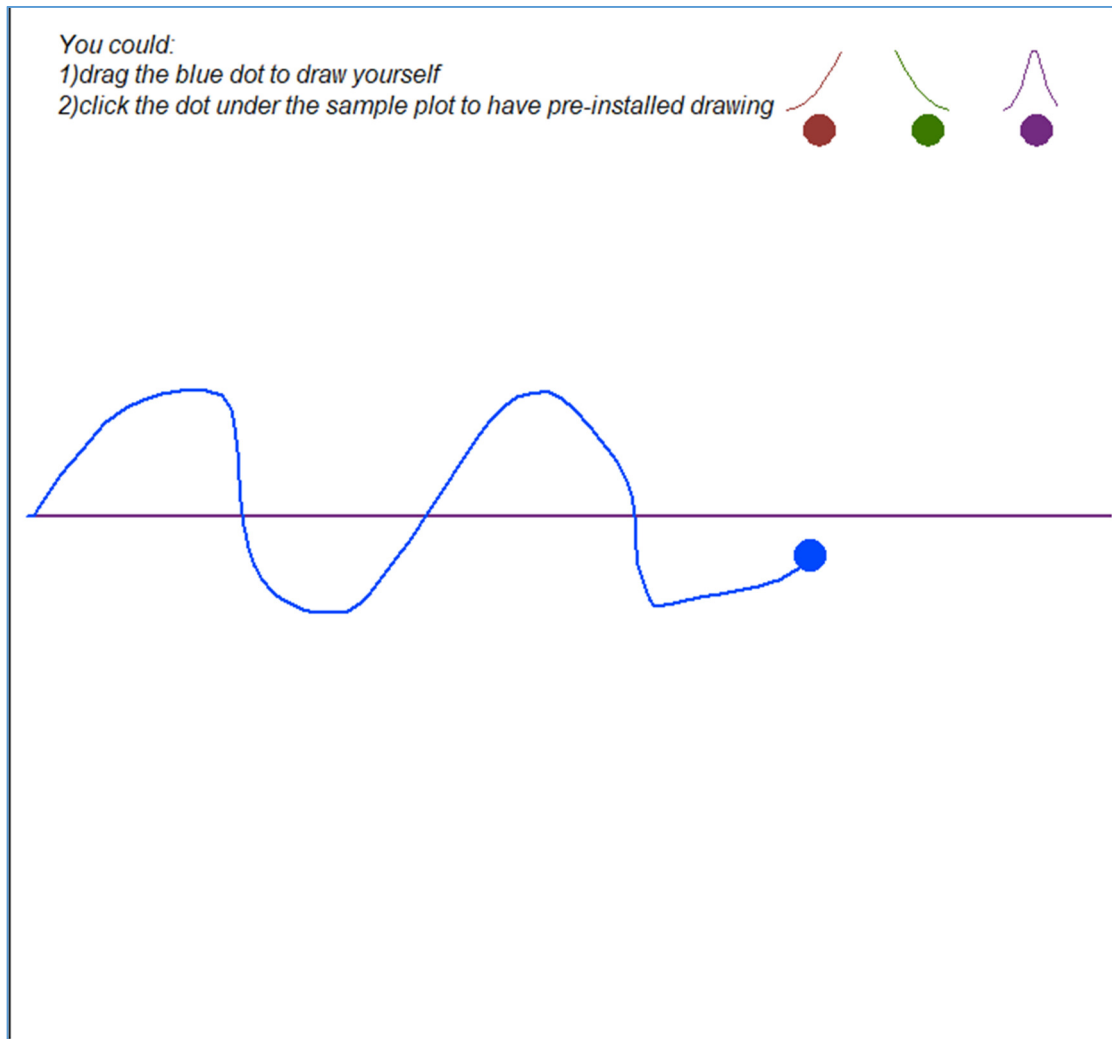 You could:
1)drag the blue dot to draw yourself
2)click the dot under the sample plot to have pre-installed drawing